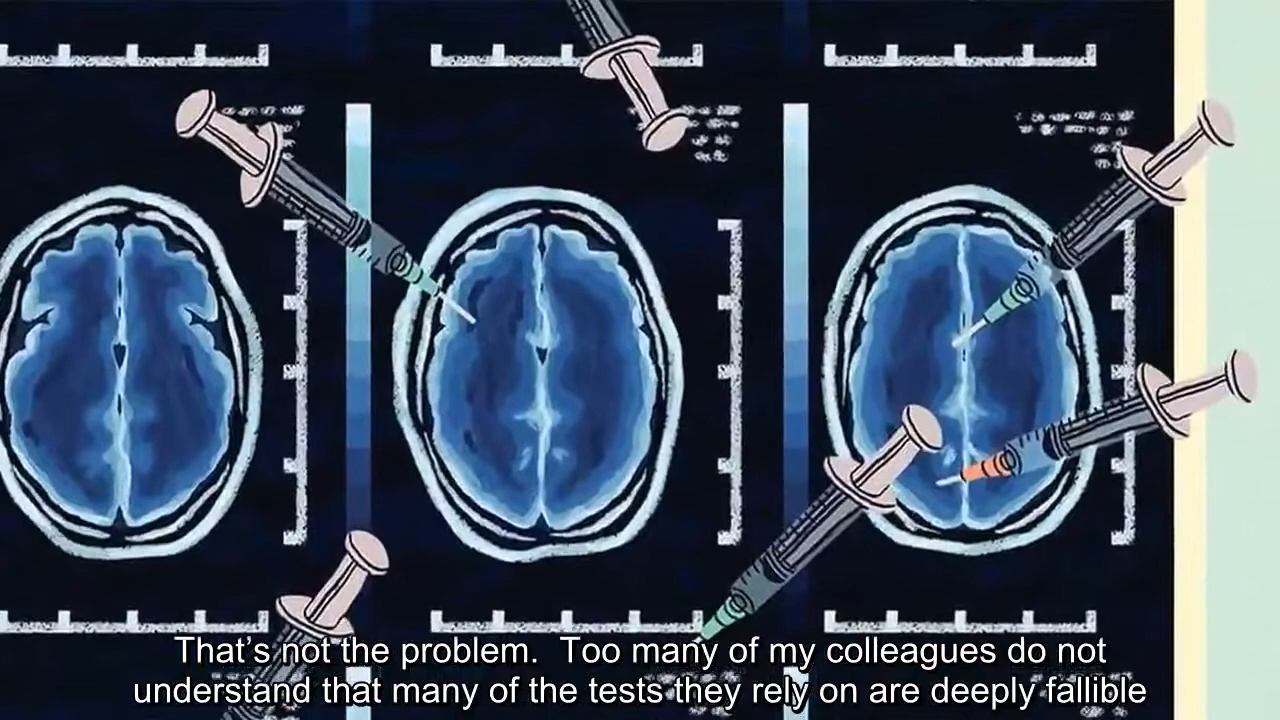 That's not the problem.  Too many of my colleagues do not
understand that many of the tests they rely on are deeply fallible